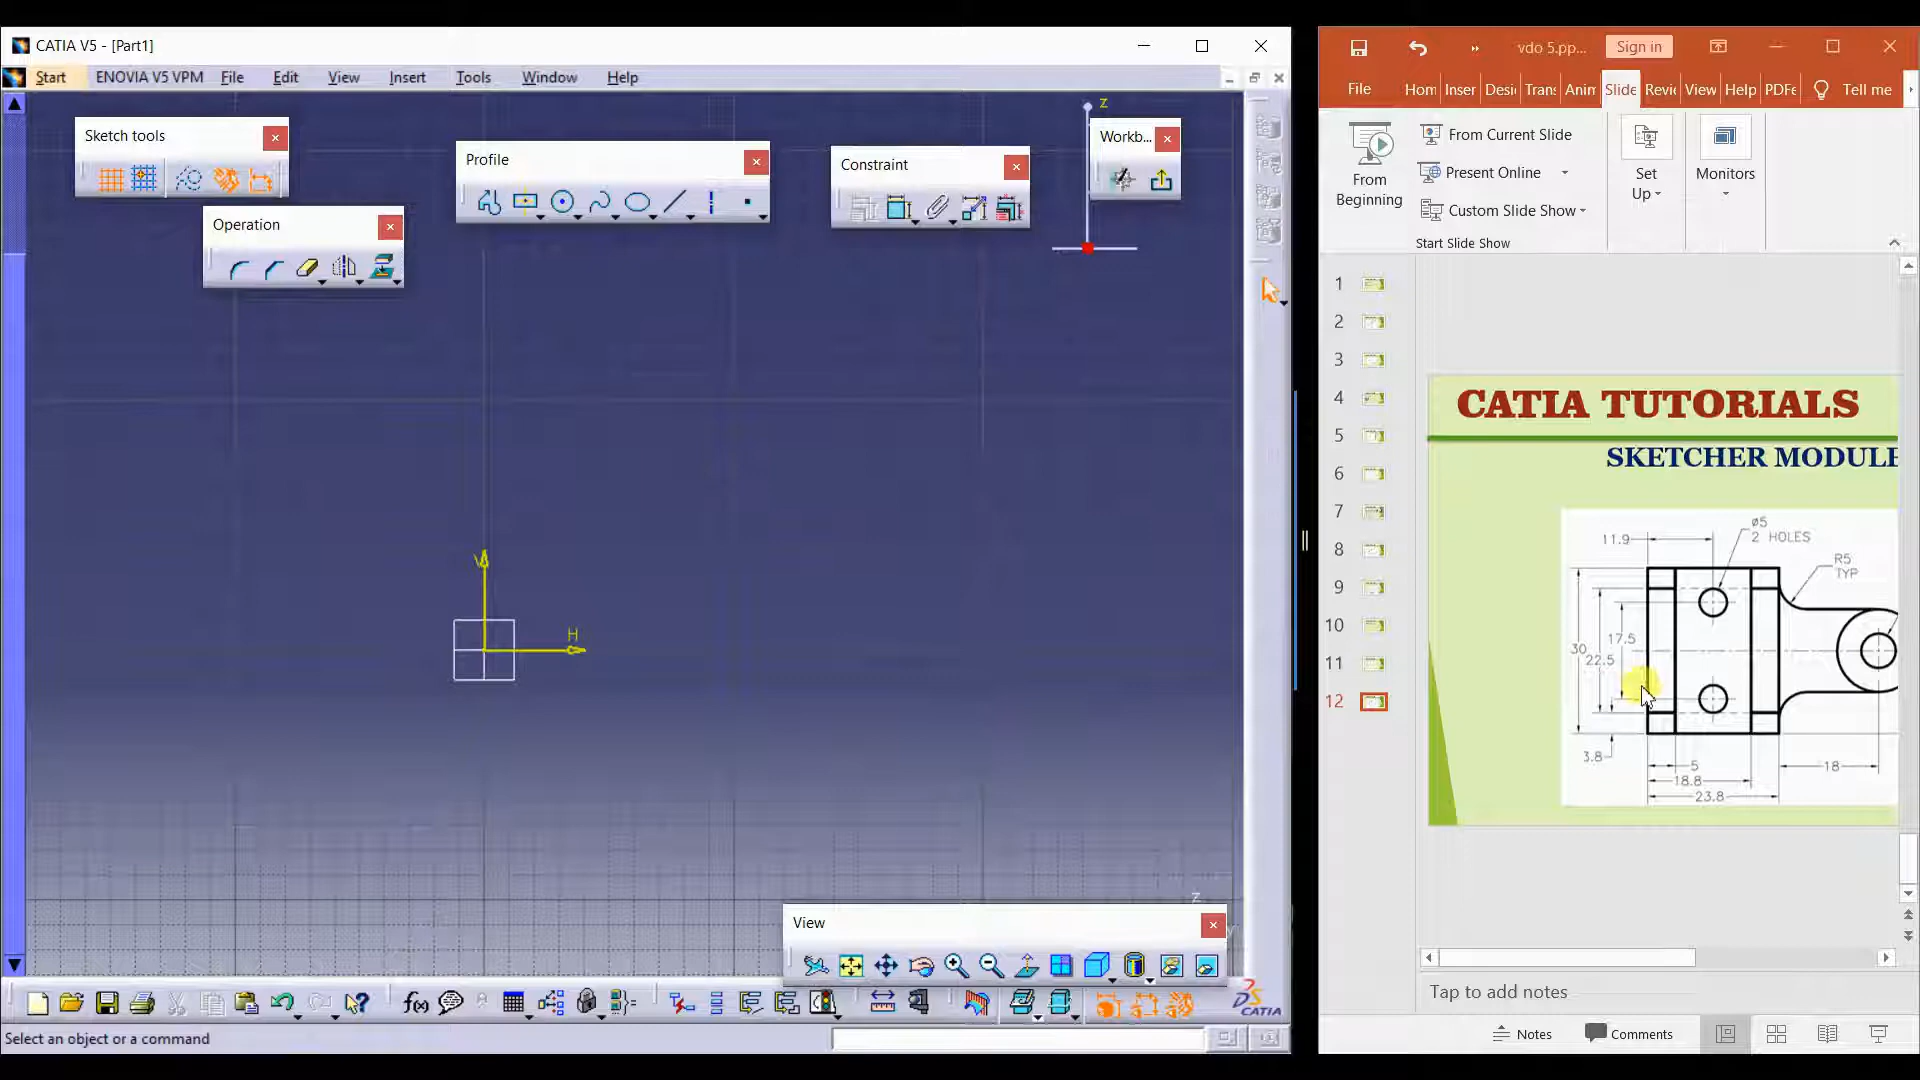 CATIA V5 - [Part1]
Start ENOVIA V5 VPM File Edit View Insert Tools Window Help
Sketch tools
Operation
Profile
Constraint
Workb...
z
V
H
z
View
f(x)
CATIA
Select an object or a command
vdo 5.pp...
Sign in
File Hom Inser Desi Trans Anim Slide Revie View Help PDFe Tell me
From Beginning
From Current Slide
Present Online
Custom Slide Show
Start Slide Show
Set Up
Monitors
1
2
3
4
5
6
7
8
9
10
11
12
CATIA TUTORIALS
SKETCHER MODULE
11.9
ø5
2 HOLES
R5
TYP
17.5
30
22.5
3.8
5
18.8
23.8
18
Tap to add notes
Notes
Comments